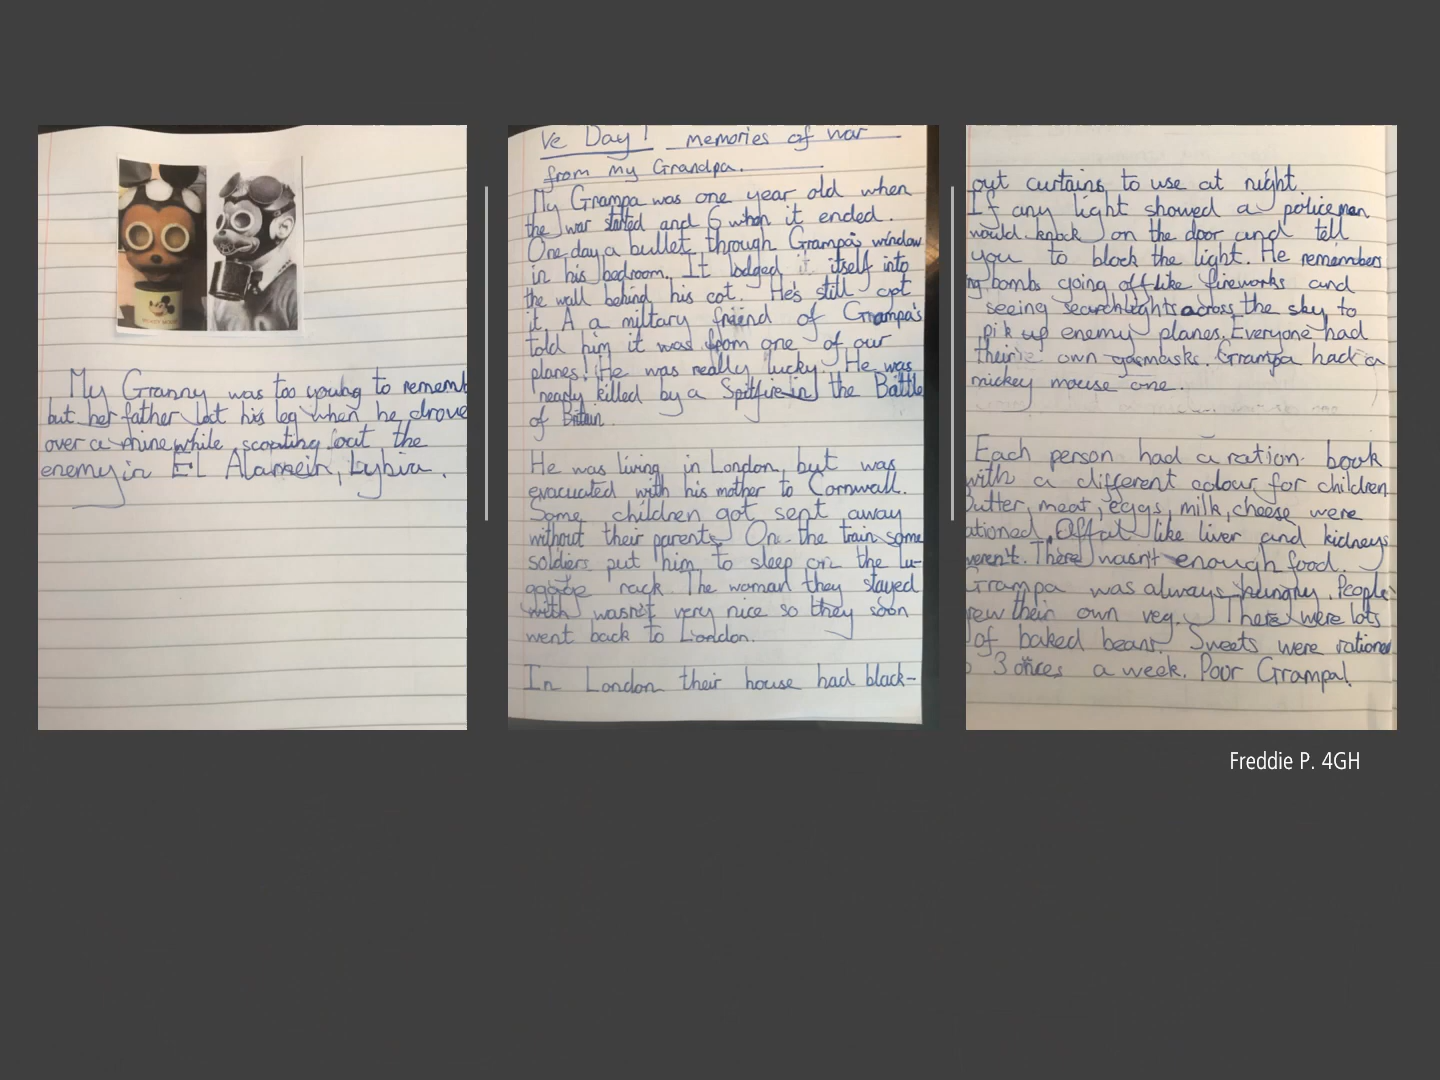 My Granny was too young to rememb
but her father lost his leg when he drove
over a mine while scouting out the
enemy in El Alamein, Lybia.
Ve Day! memories of war
from my Grandpa.
My Grampa was one year old when
the war started and 6 when it ended.
One day a bullet through Grampa's window
in his bedroom. It lodged itself into
the wall behind his cot. He's still got
it. A a military friend of Grampa's
told him it was from one of our
planes! He was really lucky. He was
nearly killed by a Spitfire in the Battle
of Britain.
He was living in London, but was
evacuated with his mother to Cornwall.
Some children got sent away
without their parents. On the train some
soldiers put him to sleep on the lu-
ggage rack. The woman they stayed
with wasn't very nice so they soon
went back to London.
In London their house had black-
out curtains to use at night.
If any light showed a policeman
would knock on the door and tell
you to block the light. He remembers
ng bombs going off like fireworks and
seeing searchlights across the sky to
pik up enemy planes. Everyone had
their own gasmasks. Grampa had a
mickey mouse one.
Each person had a ration book
with a different colour for children
Butter, meat, eggs, milk, cheese were
ationed. Offal like liver and kidneys
weren't. There wasn't enough food.
Grampa was always hungry. People
rew their own veg. There were lots
of baked beans. Sweets were rationed
3 onces a week. Poor Grampa!
Freddie P. 4GH